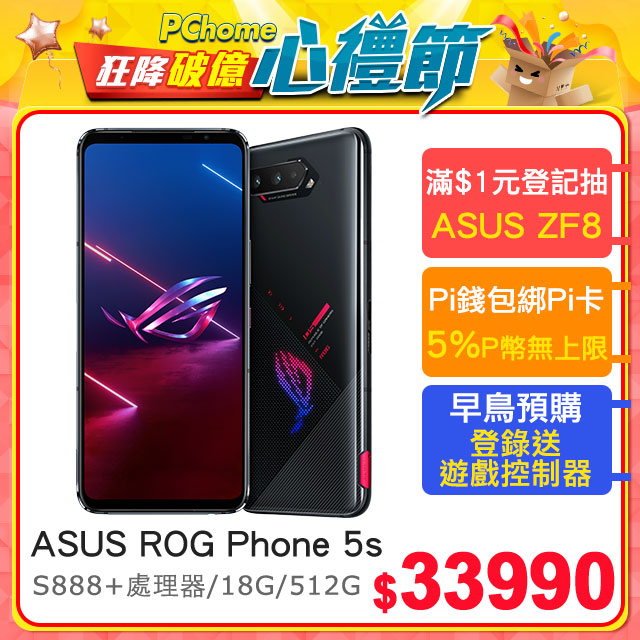 PChome
狂降破億 心禮節
滿$1元登記抽
ASUS ZF8
Pi錢包綁Pi卡
5%P幣無上限
早鳥預購
登錄送
遊戲控制器
ASUS ROG Phone 5s
S888+處理器/18G/512G
$33990